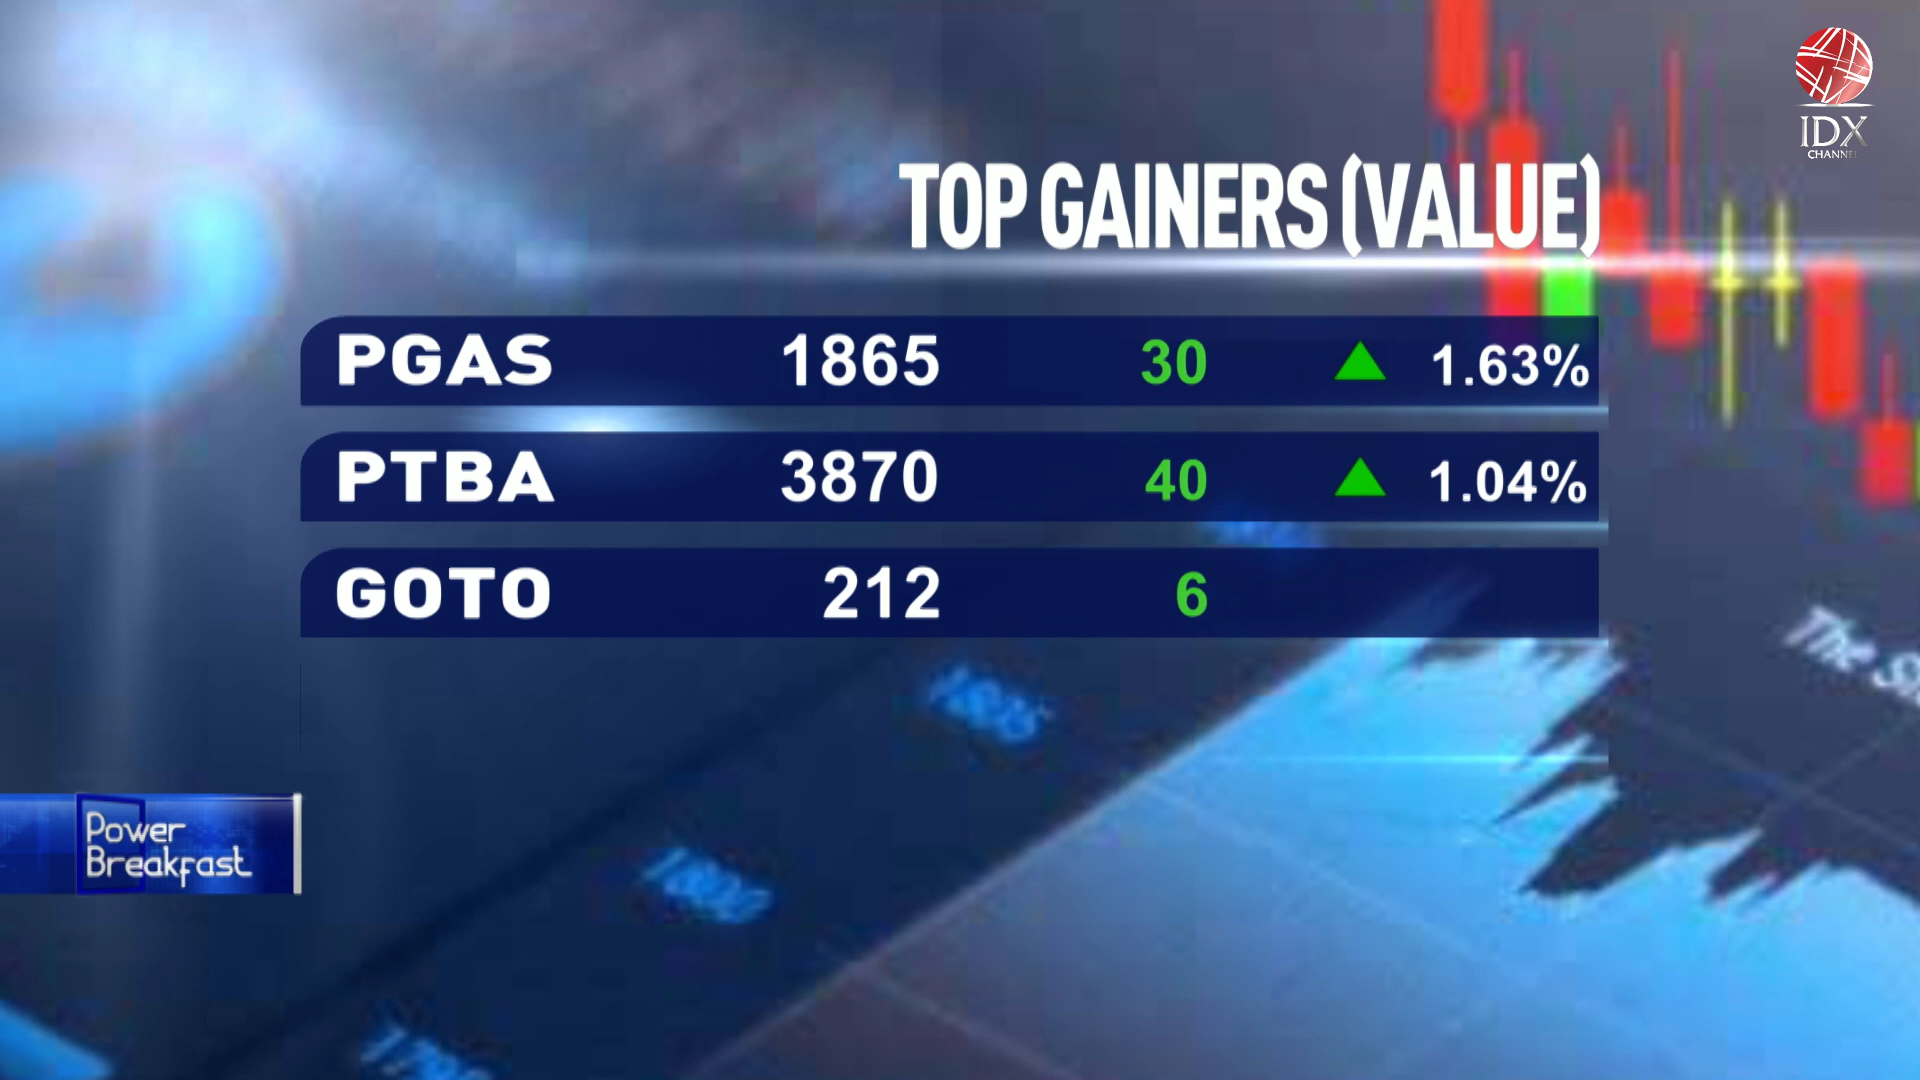 IDX
CHANNEL
TOP GAINERS (VALUE)
PGAS 1865 30 ▲ 1.63%
PTBA 3870 40 ▲ 1.04%
GOTO 212 6
The
Power
Breakfast